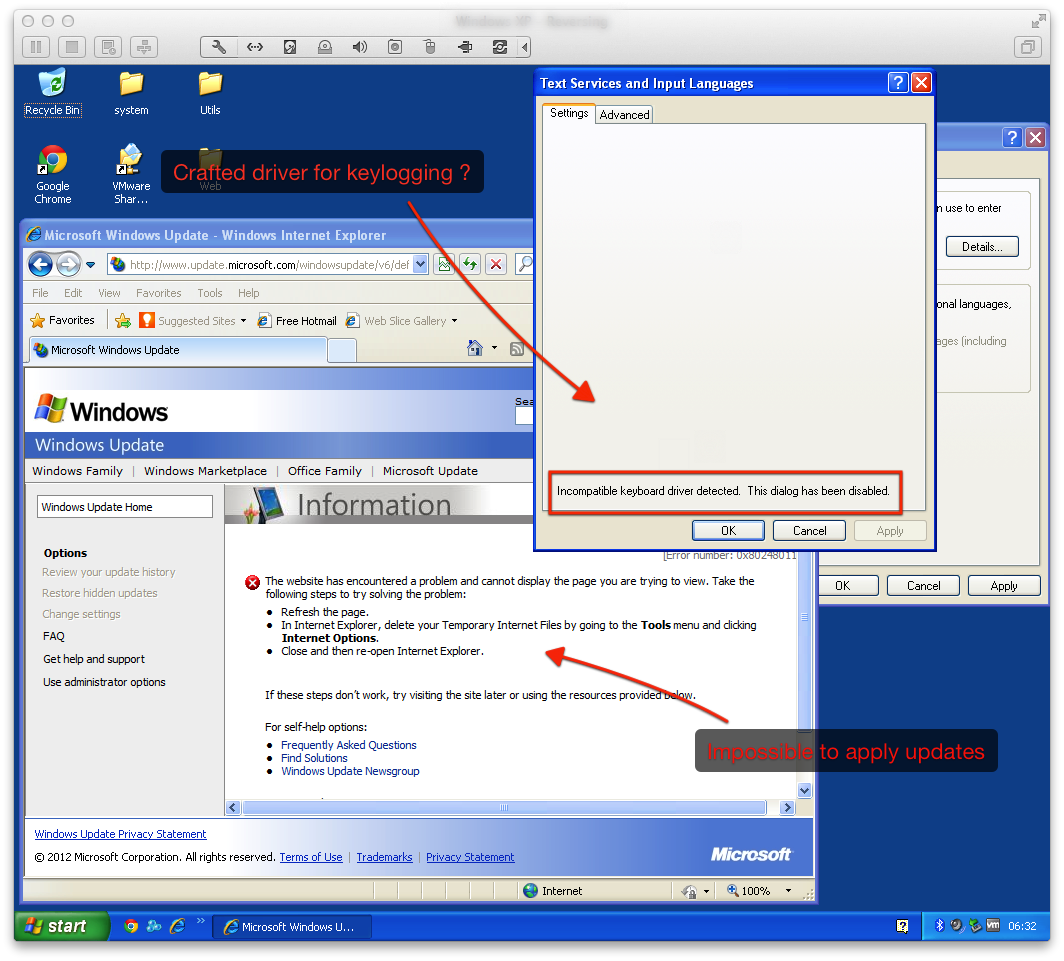 Recycle Bin
system
Utils
Google
Chrome
VMware
Shar...
Web
Crafted driver for keylogging ?
Text Services and Input Languages
Settings
Advanced
Incompatible keyboard driver detected. This dialog has been disabled.
OK
Cancel
Apply
n use to enter
Details...
onal languages,
ages (including
OK
Cancel
Apply
Microsoft Windows Update - Windows Internet Explorer
http://www.update.microsoft.com/windowsupdate/v6/def
File Edit View Favorites Tools Help
Favorites
Suggested Sites
Free Hotmail
Web Slice Gallery
Microsoft Windows Update
Windows
Sea
Windows Update
Windows Family | Windows Marketplace | Office Family | Microsoft Update
Windows Update Home
Options
Review your update history
Restore hidden updates
Change settings
FAQ
Get help and support
Use administrator options
Information
[Error number: 0x80248011
The website has encountered a problem and cannot display the page you are trying to view. Take the
following steps to try solving the problem:
• Refresh the page.
• In Internet Explorer, delete your Temporary Internet Files by going to the Tools menu and clicking
Internet Options.
• Close and then re-open Internet Explorer.
If these steps don't work, try visiting the site later or using the resources provided below.
Impossible to apply updates
For self-help options:
• Frequently Asked Questions
• Find Solutions
• Windows Update Newsgroup
Windows Update Privacy Statement
© 2012 Microsoft Corporation. All rights reserved. Terms of Use | Trademarks | Privacy Statement
Microsoft
Internet
100%
start
Microsoft Windows U...
vm
06:32